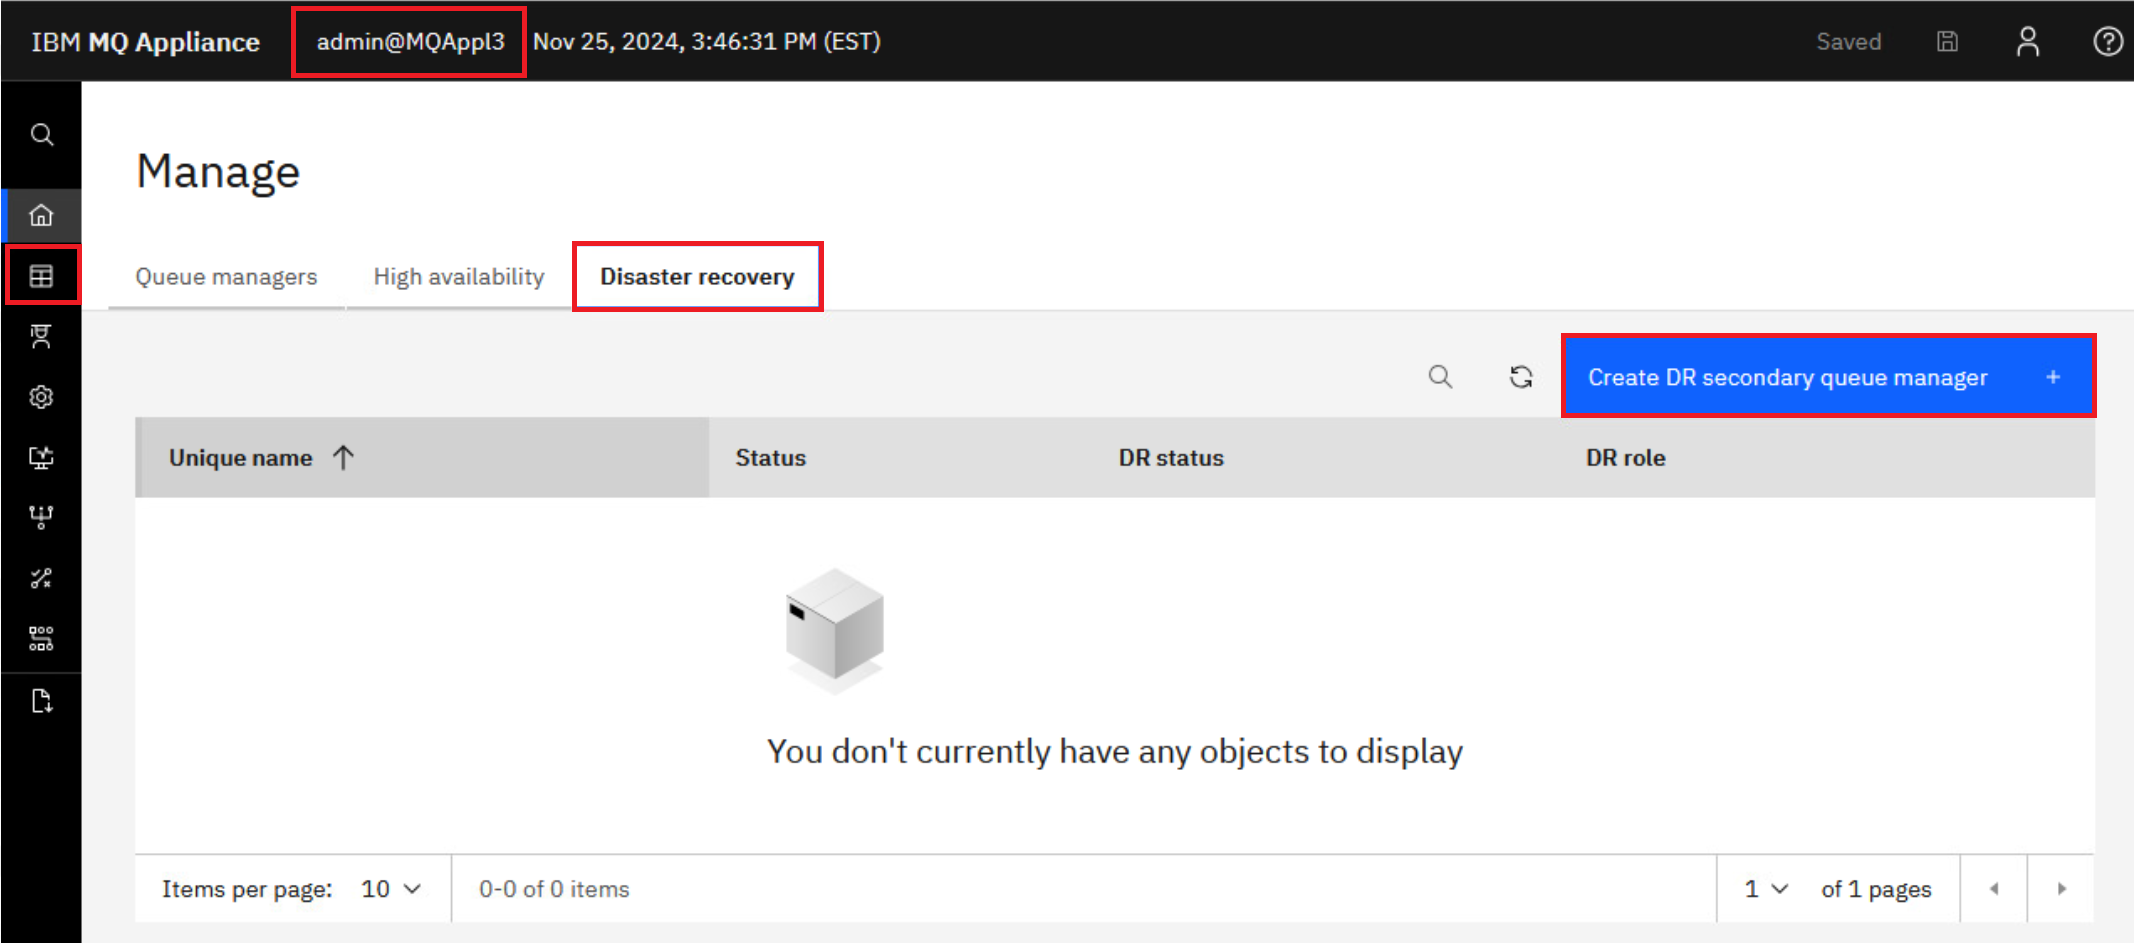 IBM MQ Appliance admin@MQAppl3 Nov 25, 2024, 3:46:31 PM (EST) Saved
Manage
Queue managers High availability Disaster recovery
Create DR secondary queue manager +
Unique name ↑ Status DR status DR role
You don't currently have any objects to display
Items per page: 10 0-0 of 0 items 1 of 1 pages